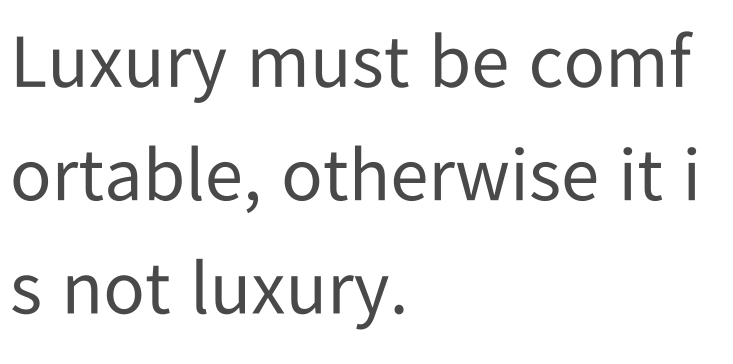 Luxury must be comf
ortable, otherwise it i
s not luxury.